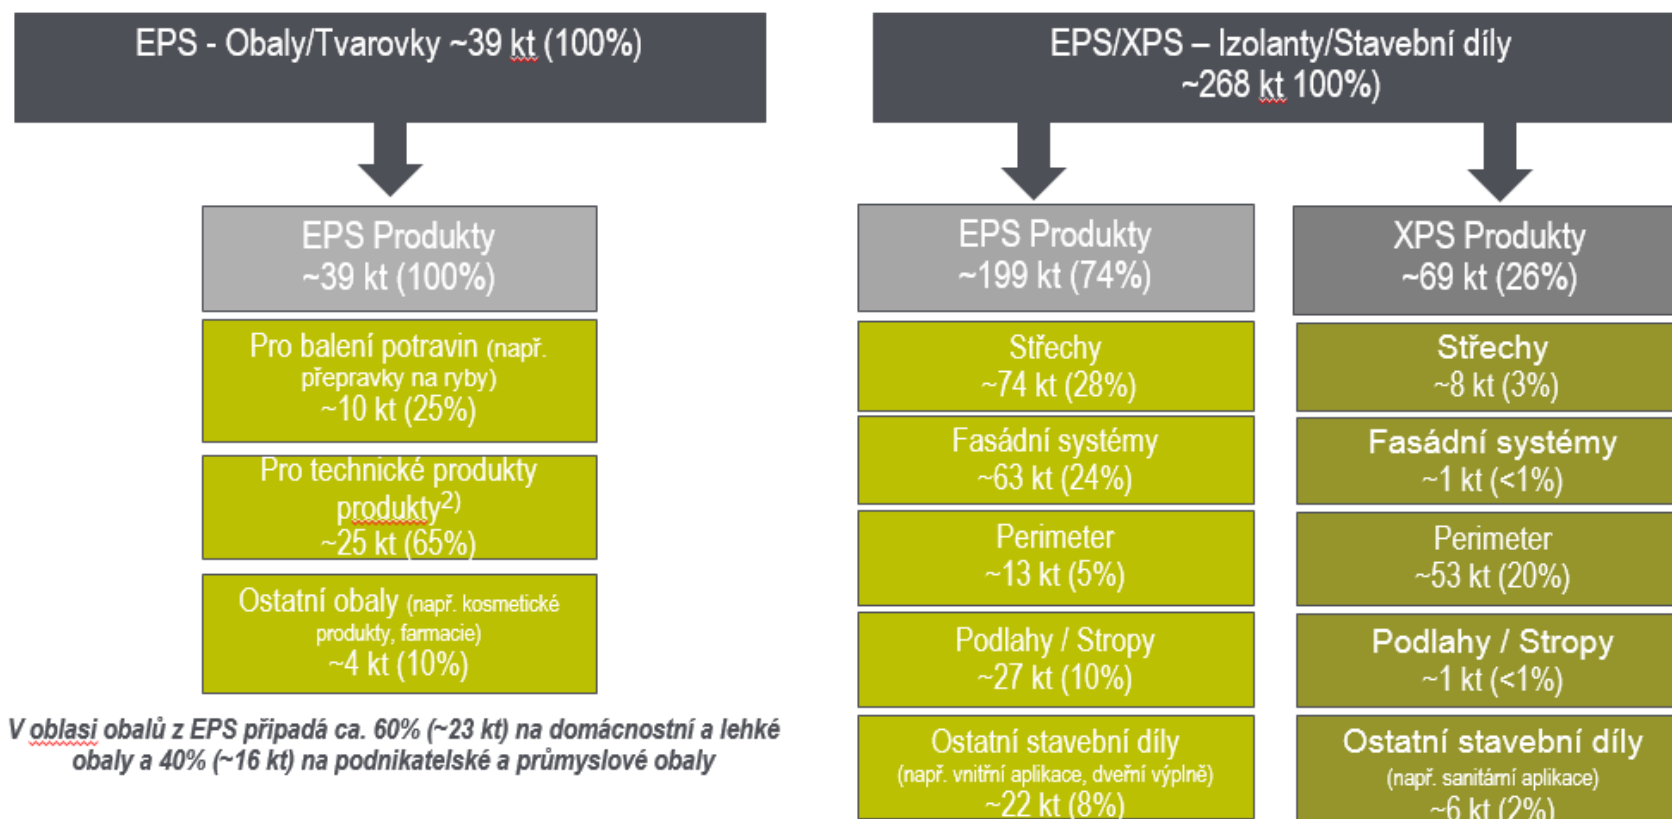 EPS - Obaly/Tvarovky ~39 kt (100%)
EPS Produkty
~39 kt (100%)
Pro balení potravin (např.
přepravky na ryby)
~10 kt (25%)
Pro technické produkty
produkty2)
~25 kt (65%)
Ostatní obaly (např. kosmetické
produkty, farmacie)
~4 kt (10%)
V oblasi obalů z EPS připadá ca. 60% (~23 kt) na domácnostní a lehké
obaly a 40% (~16 kt) na podnikatelské a průmyslové obaly
EPS/XPS – Izolanty/Stavební díly
~268 kt 100%)
EPS Produkty
~199 kt (74%)
Střechy
~74 kt (28%)
Fasádní systémy
~63 kt (24%)
Perimeter
~13 kt (5%)
Podlahy / Stropy
~27 kt (10%)
Ostatní stavební díly
(např. vnitřní aplikace, dveřní výplně)
~22 kt (8%)
XPS Produkty
~69 kt (26%)
Střechy
~8 kt (3%)
Fasádní systémy
~1 kt (<1%)
Perimeter
~53 kt (20%)
Podlahy / Stropy
~1 kt (<1%)
Ostatní stavební díly
(např. sanitární aplikace)
~6 kt (2%)